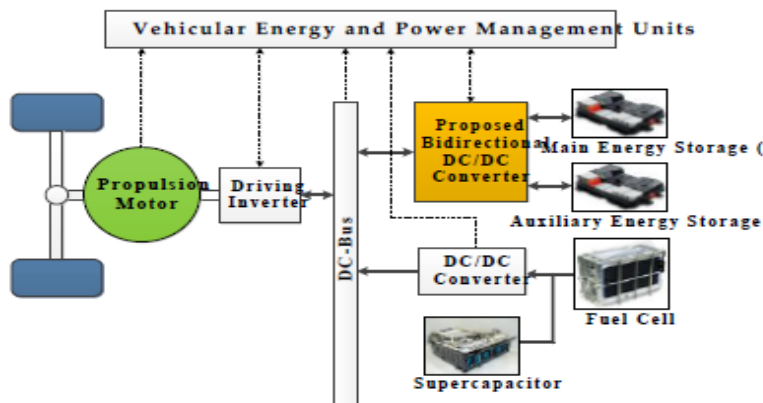 Vehicular Energy and Power Management Units
Proposed
Bidirectional
DC/DC
Converter
Main Energy Storage (
Propulsion
Motor
Driving
Inverter
Auxiliary Energy Storage
DC-Bus
DC/DC
Converter
Fuel Cell
Supercapacitor